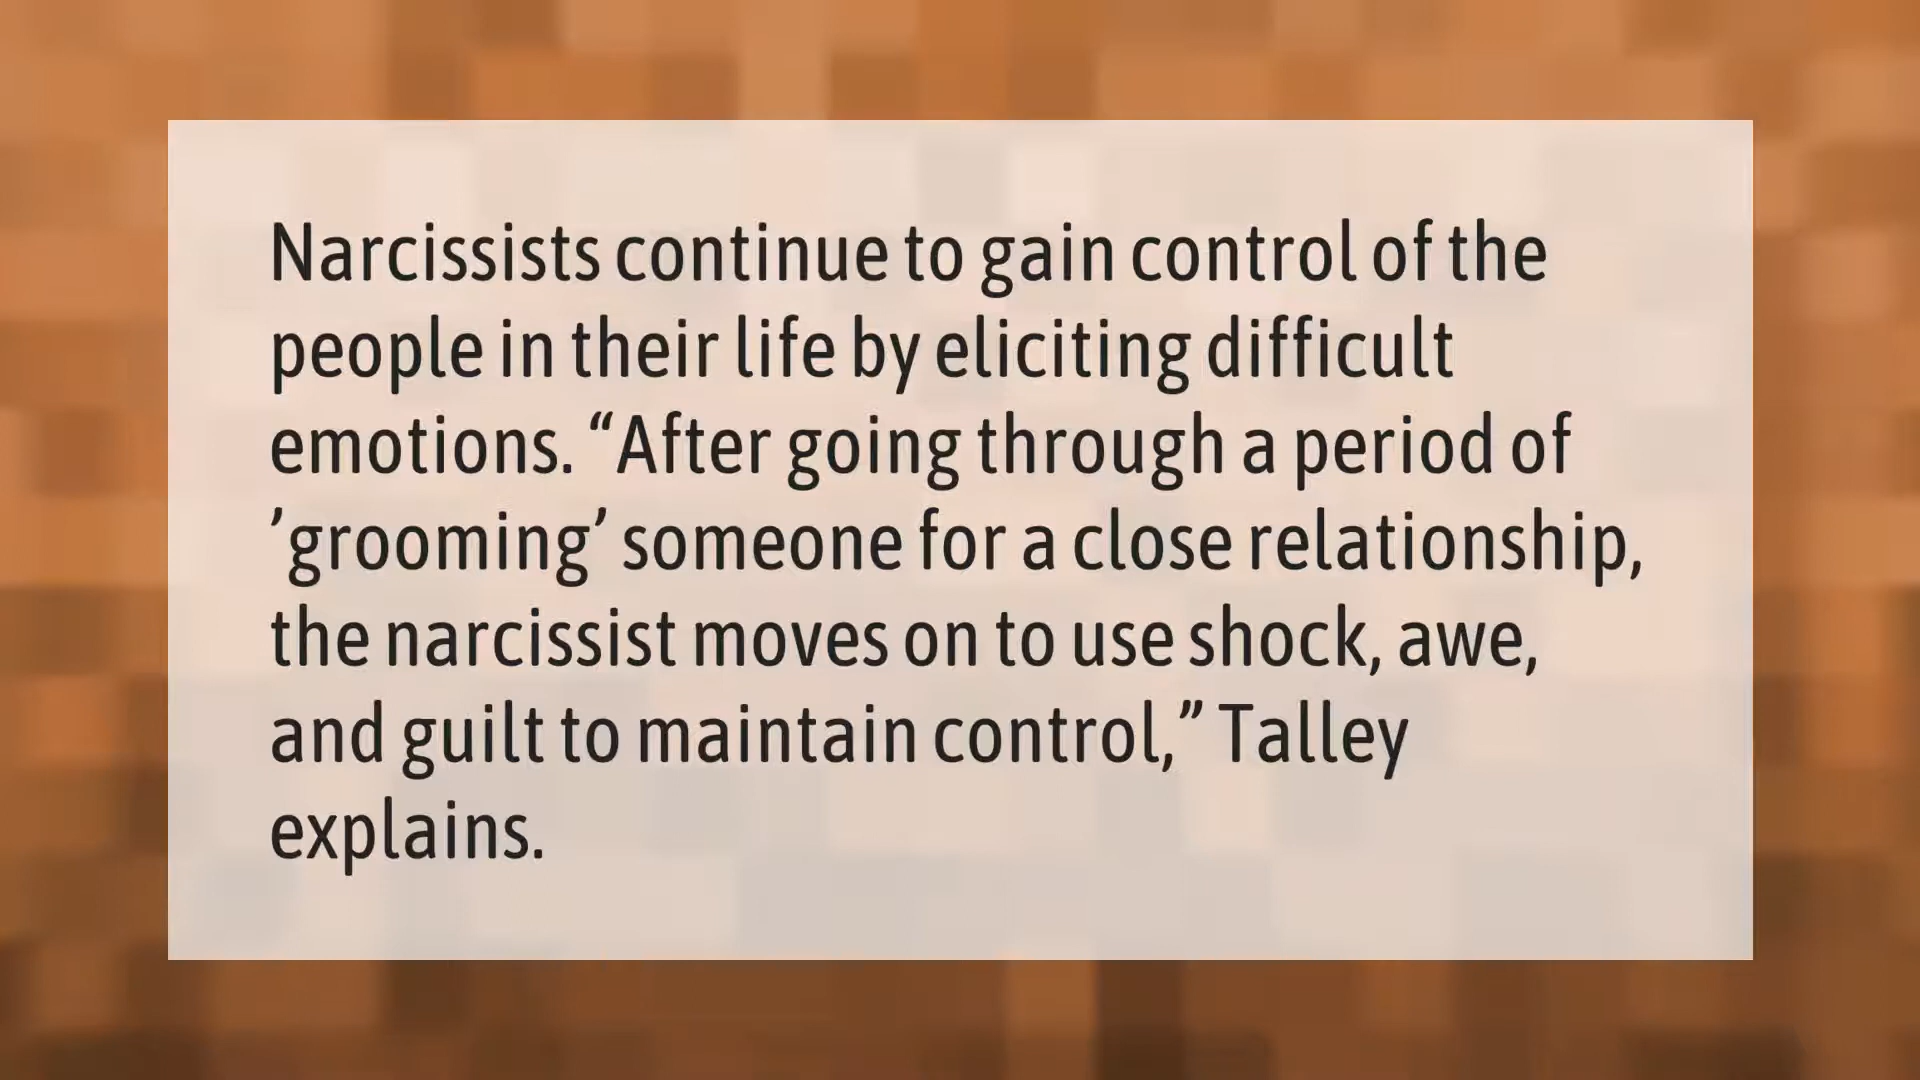 Narcissists continue to gain control of the
people in their life by eliciting difficult
emotions. “After going through a period of
’grooming’ someone for a close relationship,
the narcissist moves on to use shock, awe,
and guilt to maintain control,” Talley
explains.